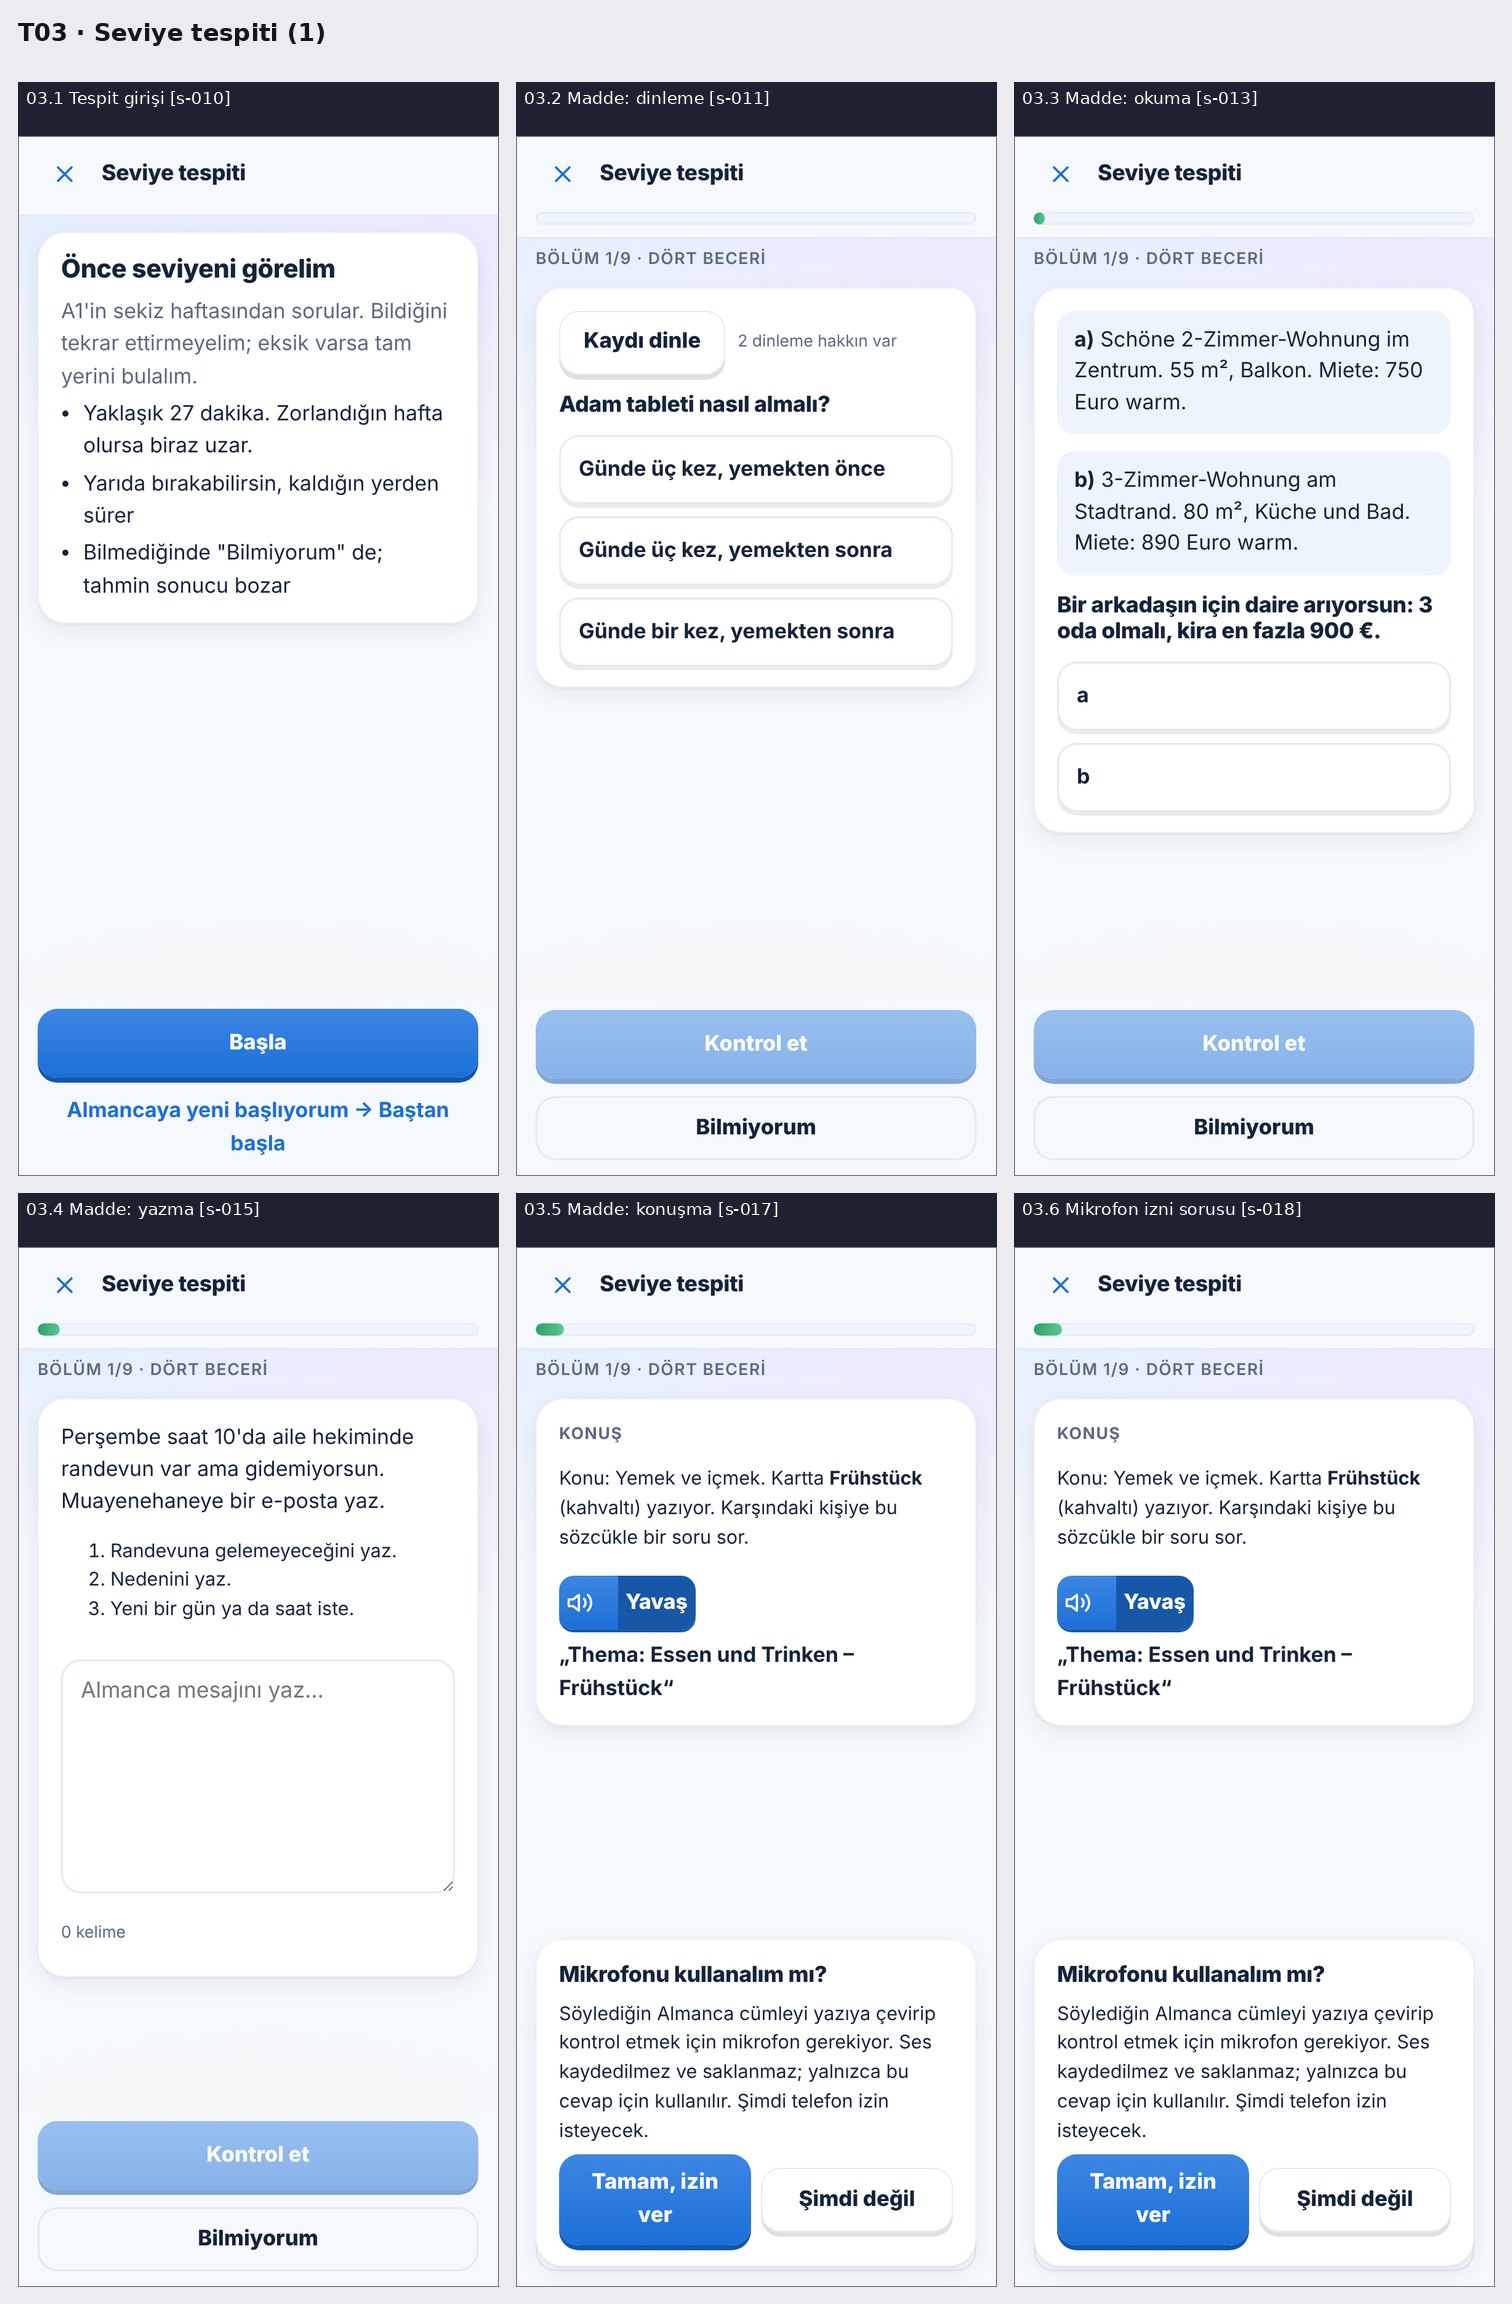 T03 · Seviye tespiti (1)
03.1 Tespit girişi [s-010]
Seviye tespiti
Önce seviyeni görelim
A1'in sekiz haftasından sorular. Bildiğini
tekrar ettirmeyelim; eksik varsa tam
yerini bulalım.
• Yaklaşık 27 dakika. Zorlandığın hafta
olursa biraz uzar.
• Yarıda bırakabilirsin, kaldığın yerden
sürer
• Bilmediğinde "Bilmiyorum" de;
tahmin sonucu bozar
Başla
Almancaya yeni başlıyorum → Baştan
başla
03.2 Madde: dinleme [s-011]
Seviye tespiti
BÖLÜM 1/9 · DÖRT BECERİ
Kaydı dinle
2 dinleme hakkın var
Adam tableti nasıl almalı?
Günde üç kez, yemekten önce
Günde üç kez, yemekten sonra
Günde bir kez, yemekten sonra
Kontrol et
Bilmiyorum
03.3 Madde: okuma [s-013]
Seviye tespiti
BÖLÜM 1/9 · DÖRT BECERİ
a) Schöne 2-Zimmer-Wohnung im
Zentrum. 55 m², Balkon. Miete: 750
Euro warm.
b) 3-Zimmer-Wohnung am
Stadtrand. 80 m², Küche und Bad.
Miete: 890 Euro warm.
Bir arkadaşın için daire arıyorsun: 3
oda olmalı, kira en fazla 900 €.
a
b
Kontrol et
Bilmiyorum
03.4 Madde: yazma [s-015]
Seviye tespiti
BÖLÜM 1/9 · DÖRT BECERİ
Perşembe saat 10'da aile hekiminde
randevun var ama gidemiyorsun.
Muayenehaneye bir e-posta yaz.
1. Randevuna gelemeyeceğini yaz.
2. Nedenini yaz.
3. Yeni bir gün ya da saat iste.
Almanca mesajını yaz...
0 kelime
Kontrol et
Bilmiyorum
03.5 Madde: konuşma [s-017]
Seviye tespiti
BÖLÜM 1/9 · DÖRT BECERİ
KONUŞ
Konu: Yemek ve içmek. Kartta Frühstück
(kahvaltı) yazıyor. Karşındaki kişiye bu
sözcükle bir soru sor.
Yavaş
„Thema: Essen und Trinken –
Frühstück“
Mikrofonu kullanalım mı?
Söylediğin Almanca cümleyi yazıya çevirip
kontrol etmek için mikrofon gerekiyor. Ses
kaydedilmez ve saklanmaz; yalnızca bu
cevap için kullanılır. Şimdi telefon izin
isteyecek.
Tamam, izin
ver
Şimdi değil
03.6 Mikrofon izni sorusu [s-018]
Seviye tespiti
BÖLÜM 1/9 · DÖRT BECERİ
KONUŞ
Konu: Yemek ve içmek. Kartta Frühstück
(kahvaltı) yazıyor. Karşındaki kişiye bu
sözcükle bir soru sor.
Yavaş
„Thema: Essen und Trinken –
Frühstück“
Mikrofonu kullanalım mı?
Söylediğin Almanca cümleyi yazıya çevirip
kontrol etmek için mikrofon gerekiyor. Ses
kaydedilmez ve saklanmaz; yalnızca bu
cevap için kullanılır. Şimdi telefon izin
isteyecek.
Tamam, izin
ver
Şimdi değil